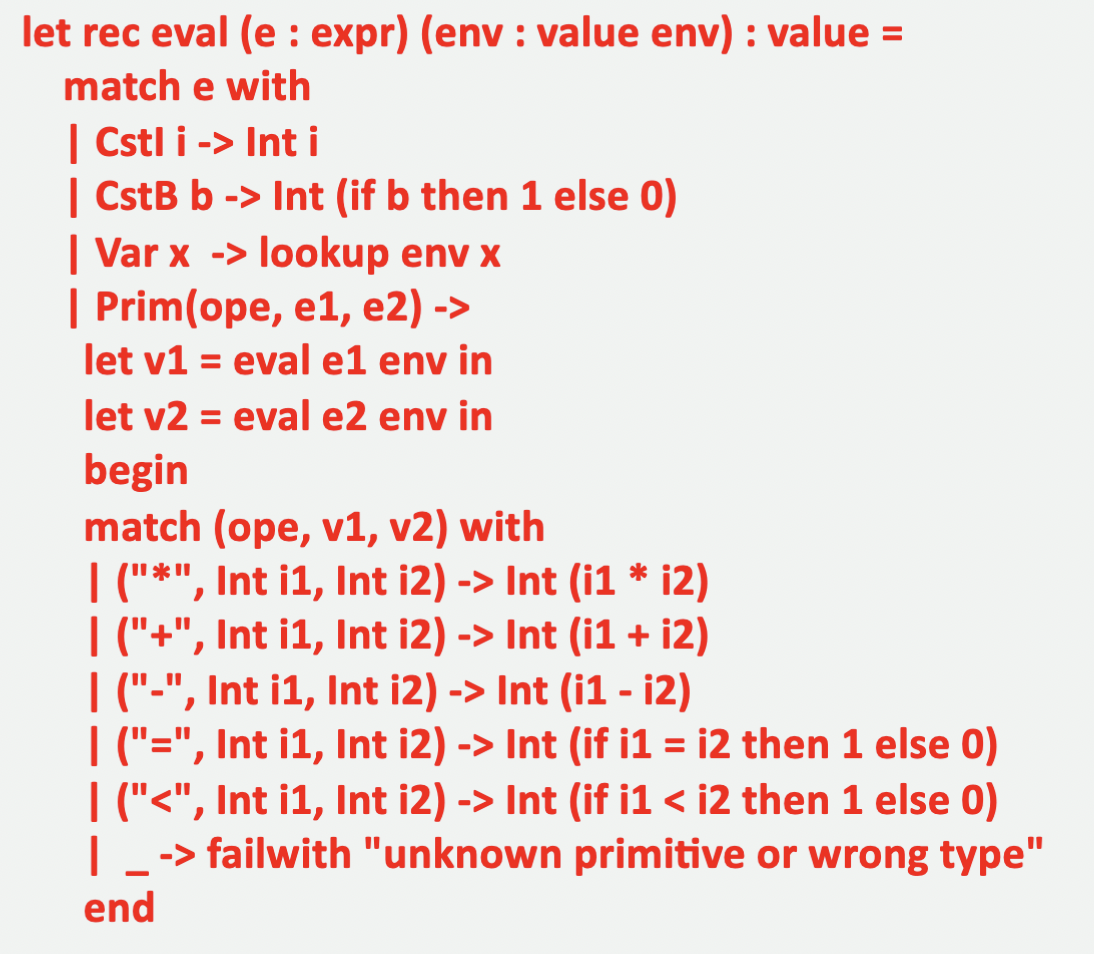 let rec eval (e : expr) (env : value env) : value =
match e with
| CstI i -> Int i
| CstB b -> Int (if b then 1 else 0)
| Var x  -> lookup env x
| Prim(ope, e1, e2) ->
let v1 = eval e1 env in
let v2 = eval e2 env in
begin
match (ope, v1, v2) with
| ("*", Int i1, Int i2) -> Int (i1 * i2)
| ("+", Int i1, Int i2) -> Int (i1 + i2)
| ("-", Int i1, Int i2) -> Int (i1 - i2)
| ("=", Int i1, Int i2) -> Int (if i1 = i2 then 1 else 0)
| ("<", Int i1, Int i2) -> Int (if i1 < i2 then 1 else 0)
|  _ -> failwith "unknown primitive or wrong type"
end